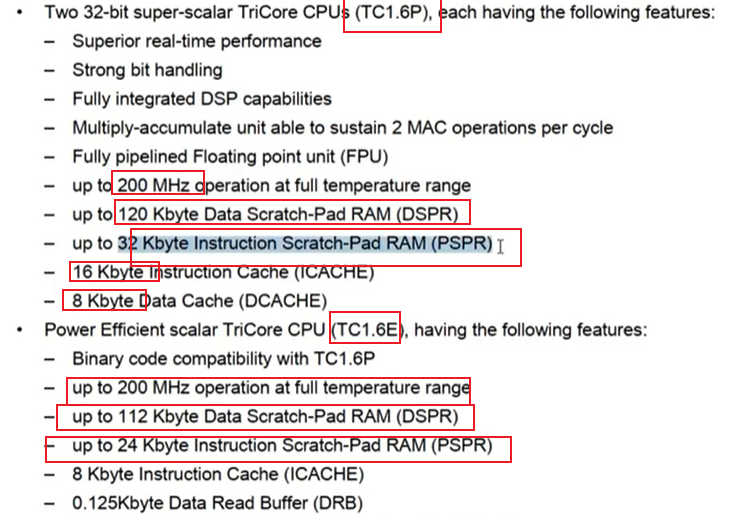 • Two 32-bit super-scalar TriCore CPUs (TC1.6P), each having the following features:
– Superior real-time performance
– Strong bit handling
– Fully integrated DSP capabilities
– Multiply-accumulate unit able to sustain 2 MAC operations per cycle
– Fully pipelined Floating point unit (FPU)
– up to 200 MHz operation at full temperature range
– up to 120 Kbyte Data Scratch-Pad RAM (DSPR)
– up to 32 Kbyte Instruction Scratch-Pad RAM (PSPR)
– 16 Kbyte Instruction Cache (ICACHE)
– 8 Kbyte Data Cache (DCACHE)
• Power Efficient scalar TriCore CPU (TC1.6E), having the following features:
– Binary code compatibility with TC1.6P
– up to 200 MHz operation at full temperature range
– up to 112 Kbyte Data Scratch-Pad RAM (DSPR)
– up to 24 Kbyte Instruction Scratch-Pad RAM (PSPR)
– 8 Kbyte Instruction Cache (ICACHE)
– 0.125Kbyte Data Read Buffer (DRB)